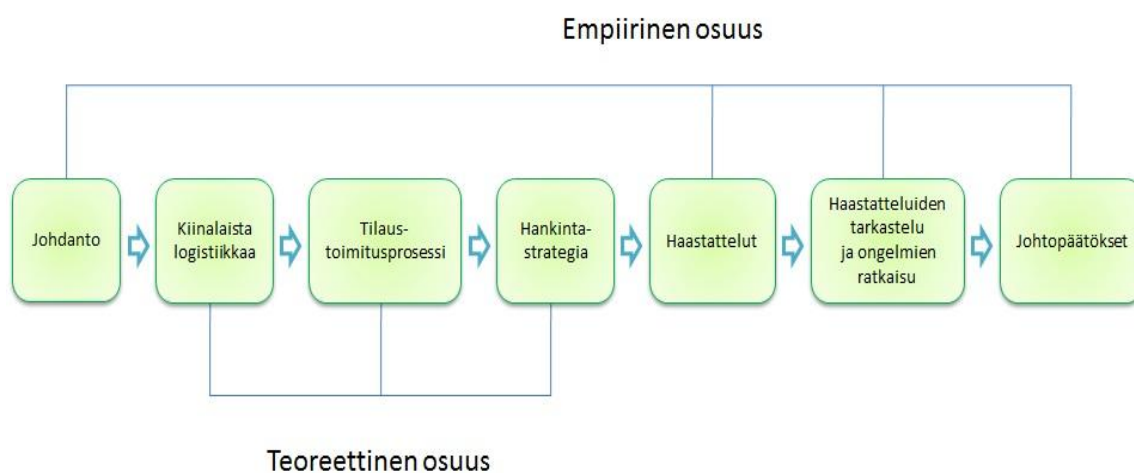 Empiirinen osuus
Johdanto
Kiinalaista
logistiikkaa
Tilaus-
toimitusprosessi
Hankinta-
strategia
Haastattelut
Haastatteluiden
tarkastelu
ja ongelmien
ratkaisu
Johtopäätökset
Teoreettinen osuus